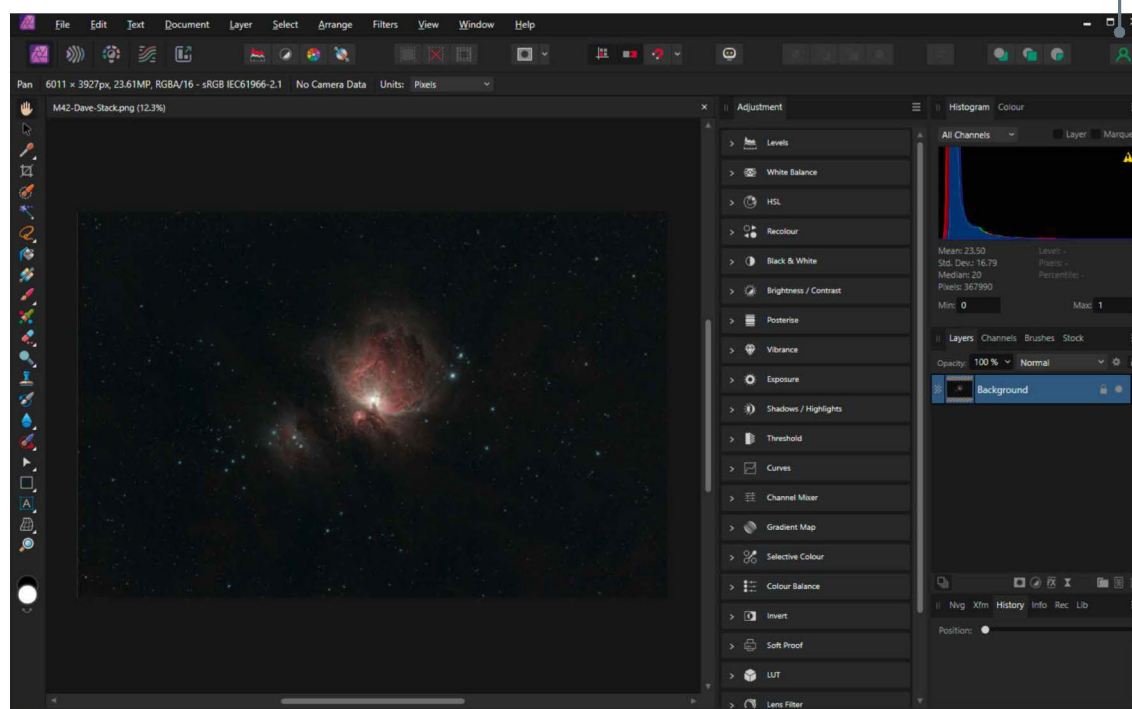 File Edit Text Document Layer Select Arrange Filters View Window Help
Pan 6011 × 3927px, 23.61MP, RGBA/16 - sRGB IEC61966-2.1 No Camera Data Units: Pixels
M42-Dave-Stack.png (12.3%)
Adjustment
Levels
White Balance
HSL
Recolour
Black & White
Brightness / Contrast
Posterise
Vibrance
Exposure
Shadows / Highlights
Threshold
Curves
Channel Mixer
Gradient Map
Selective Colour
Colour Balance
Invert
Soft Proof
LUT
Lens Filter
Histogram Colour
All Channels Layer Marquee
Mean: 23.50 Level: -
Std. Dev.: 16.79 Pixels: -
Median: 20 Percentile: -
Pixels: 367990
Min: 0 Max: 1
Layers Channels Brushes Stock
Opacity: 100 % Normal
Background
Nvg Xfm History Info Rec Lib
Position: